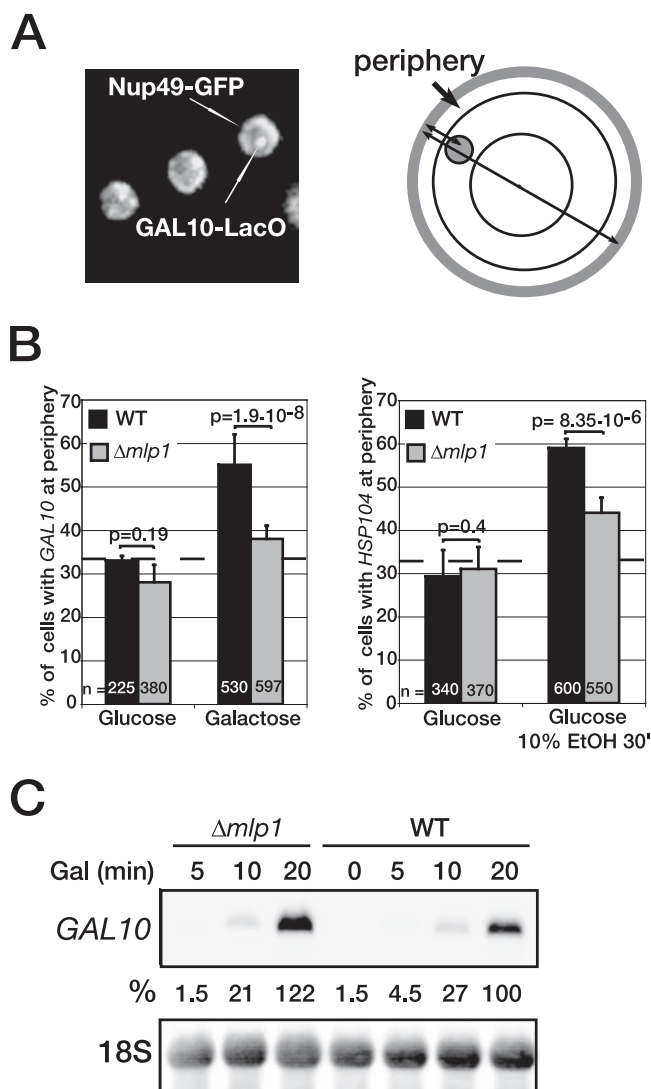 A
Nup49-GFP
GAL10-LacO
periphery
B
% of cells with GAL10 at periphery
70
60
50
40
30
20
10
0
WT
Δmlp1
p=1.9·10-8
p=0.19
n = 225 380 530 597
Glucose Galactose
% of cells with HSP104 at periphery
70
60
50
40
30
20
10
0
WT
Δmlp1
p= 8.35·10-6
p=0.4
n = 340 370 600 550
Glucose Glucose
10% EtOH 30'
C
Δmlp1 WT
Gal (min) 5 10 20 0 5 10 20
GAL10
% 1.5 21 122 1.5 4.5 27 100
18S